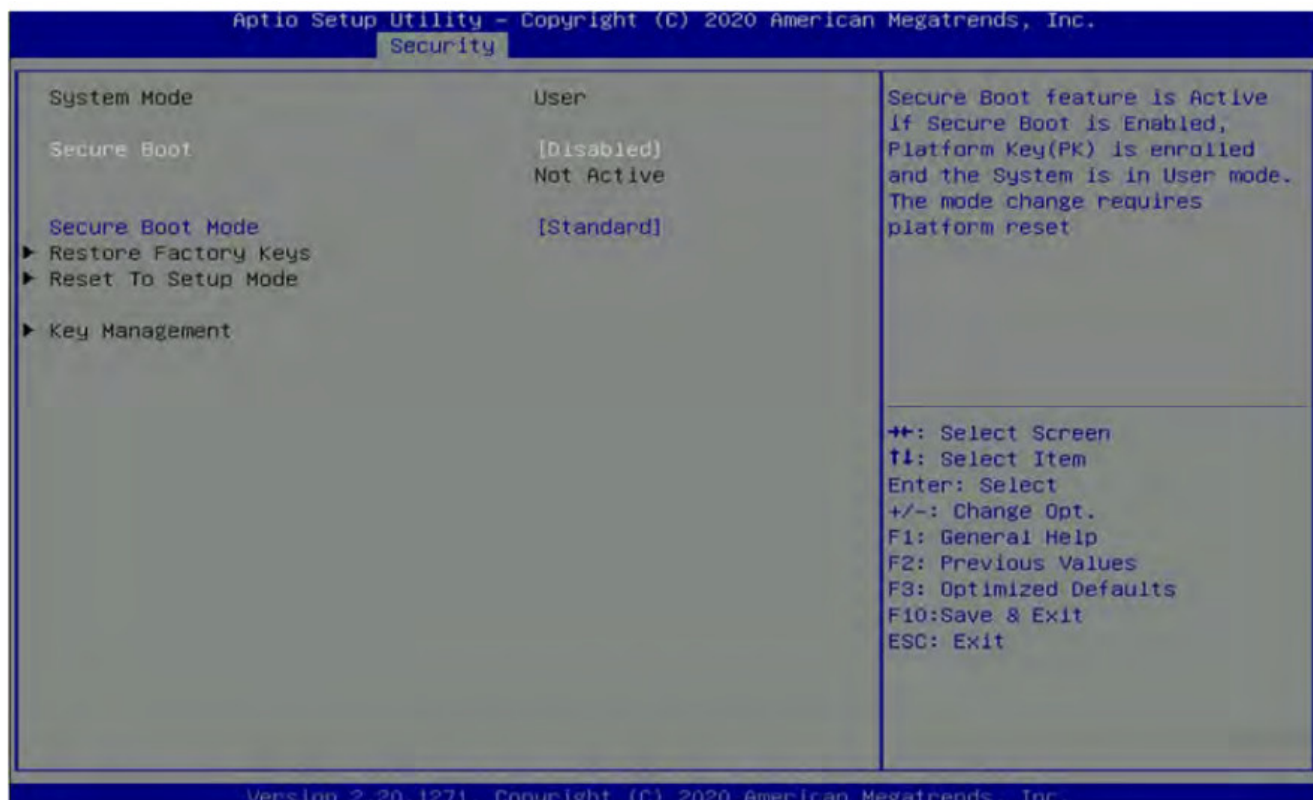 Aptio Setup Utility – Copyright (C) 2020 American Megatrends, Inc.
Security
System Mode User
Secure Boot [Disabled]
Not Active
Secure Boot Mode [Standard]
► Restore Factory Keys
► Reset To Setup Mode
► Key Management
Secure Boot feature is Active
if Secure Boot is Enabled,
Platform Key(PK) is enrolled
and the System is in User mode.
The mode change requires
platform reset
→←: Select Screen
↑↓: Select Item
Enter: Select
+/-: Change Opt.
F1: General Help
F2: Previous Values
F3: Optimized Defaults
F10:Save & Exit
ESC: Exit
Version 2.20.1271. Copyright (C) 2020 American Megatrends, Inc.